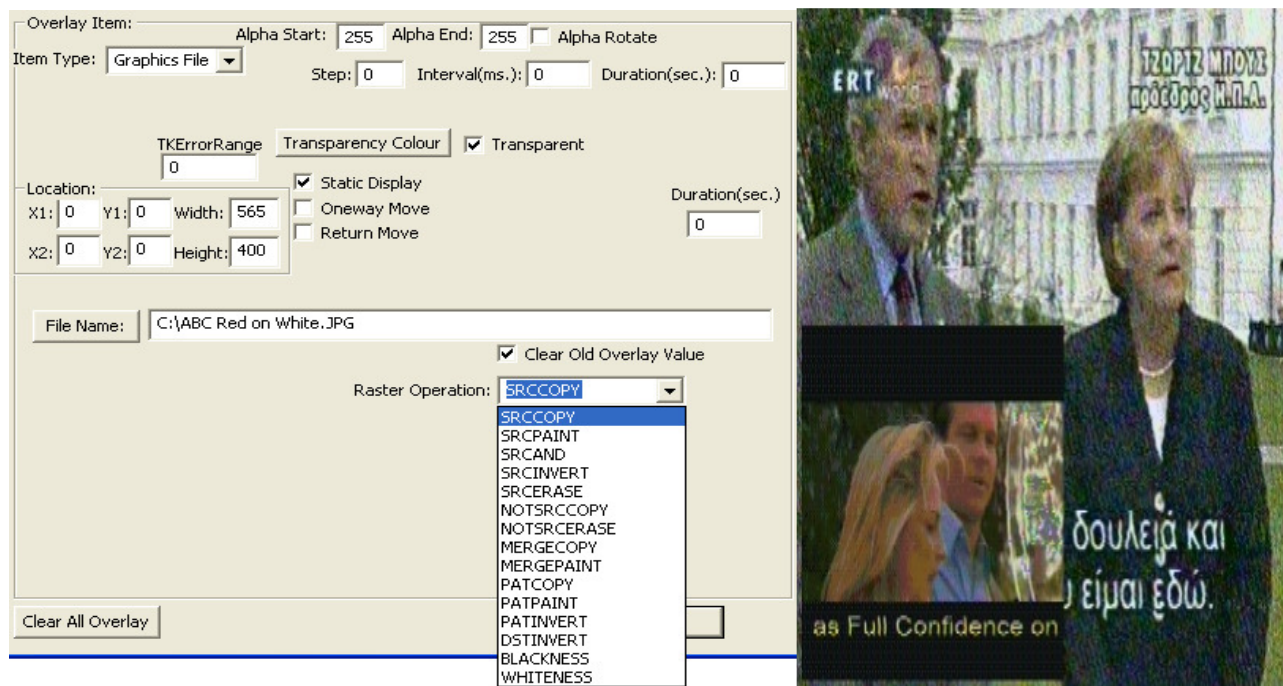 Overlay Item:
Alpha Start: 255 Alpha End: 255 Alpha Rotate
Item Type: Graphics File
Step: 0 Interval(ms.): 0 Duration(sec.): 0
TKErrorRange
0
Transparency Colour
Transparent
Location:
X1: 0 Y1: 0 Width: 565
X2: 0 Y2: 0 Height: 400
Static Display
Oneway Move
Return Move
Duration(sec.)
0
File Name: C:\ABC Red on White.JPG
Clear Old Overlay Value
Raster Operation: SRCCOPY
SRCCOPY
SRCPAINT
SRCAND
SRCINVERT
SRCERASE
NOTSRCCOPY
NOTSRCERASE
MERGECOPY
MERGEPAINT
PATCOPY
PATPAINT
PATINVERT
DSTINVERT
BLACKNESS
WHITENESS
Clear All Overlay
ERT world
ΤΖΩΡΤΖ ΜΠΟΥΣ
πρόεδρος Η.Π.Α.
δουλειά και
είμαι εδώ.
as Full Confidence on